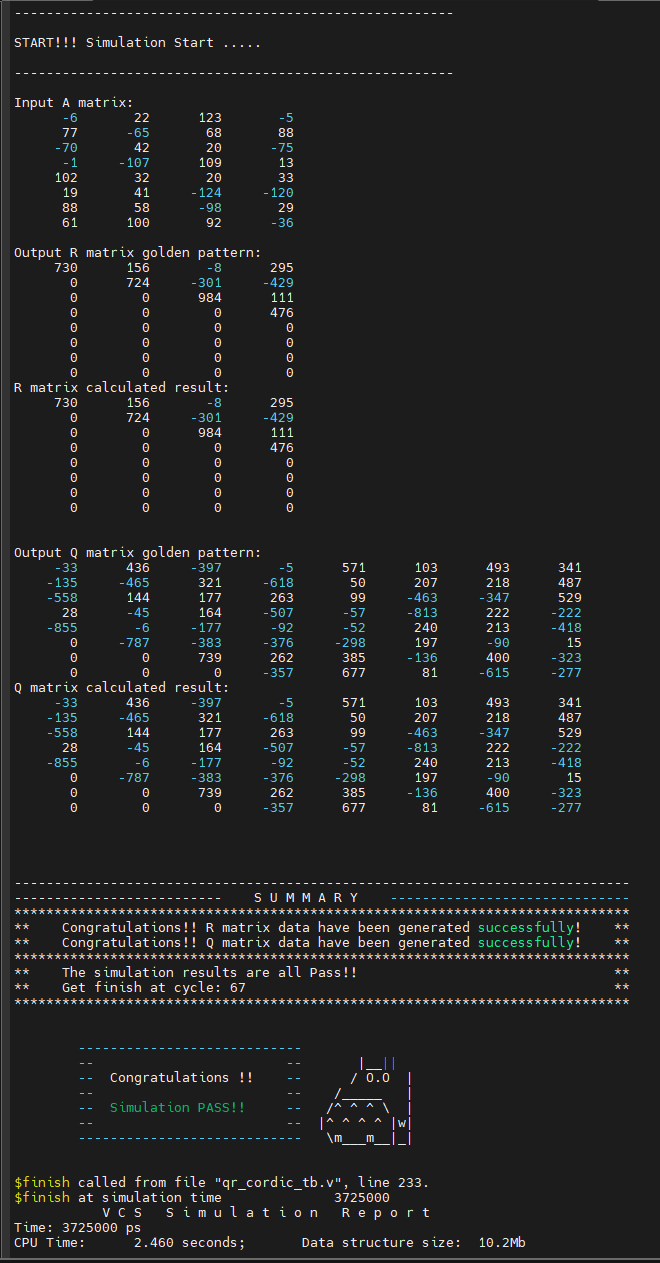 -------------------------------------------------------
START!!! Simulation Start .....
-------------------------------------------------------
Input A matrix:
-6 22 123 -5
77 -65 68 88
-70 42 20 -75
-1 -107 109 13
102 32 20 33
19 41 -124 -120
88 58 -98 29
61 100 92 -36
Output R matrix golden pattern:
730 156 -8 295
0 724 -301 -429
0 0 984 111
0 0 0 476
0 0 0 0
0 0 0 0
0 0 0 0
0 0 0 0
R matrix calculated result:
730 156 -8 295
0 724 -301 -429
0 0 984 111
0 0 0 476
0 0 0 0
0 0 0 0
0 0 0 0
0 0 0 0
Output Q matrix golden pattern:
-33 436 -397 -5 571 103 493 341
-135 -465 321 -618 50 207 218 487
-558 144 177 263 99 -463 -347 529
28 -45 164 -507 -57 -813 222 -222
-855 -6 -177 -92 -52 240 213 -418
0 -787 -383 -376 -298 197 -90 15
0 0 739 262 385 -136 400 -323
0 0 0 -357 677 81 -615 -277
Q matrix calculated result:
-33 436 -397 -5 571 103 493 341
-135 -465 321 -618 50 207 218 487
-558 144 177 263 99 -463 -347 529
28 -45 164 -507 -57 -813 222 -222
-855 -6 -177 -92 -52 240 213 -418
0 -787 -383 -376 -298 197 -90 15
0 0 739 262 385 -136 400 -323
0 0 0 -357 677 81 -615 -277
-----------------------------------------------------------------------------
--------------------------    S U M M A R Y    ------------------------------
*****************************************************************************
**    Congratulations!! R matrix data have been generated successfully!    **
**    Congratulations!! Q matrix data have been generated successfully!    **
*****************************************************************************
**    The simulation results are all Pass!!                                **
**    Get finish at cycle: 67                                              **
*****************************************************************************
----------------------------
--                        --       |__||
--  Congratulations !!    --      / O.O  |
--                        --    /_____   |
--  Simulation PASS!!     --   /^ ^ ^ \  |
--                        --  |^ ^ ^ ^ |w|
----------------------------   \m___m__|_|
$finish called from file "qr_cordic_tb.v", line 233.
$finish at simulation time              3725000
V C S   S i m u l a t i o n   R e p o r t
Time: 3725000 ps
CPU Time:      2.460 seconds;       Data structure size:  10.2Mb